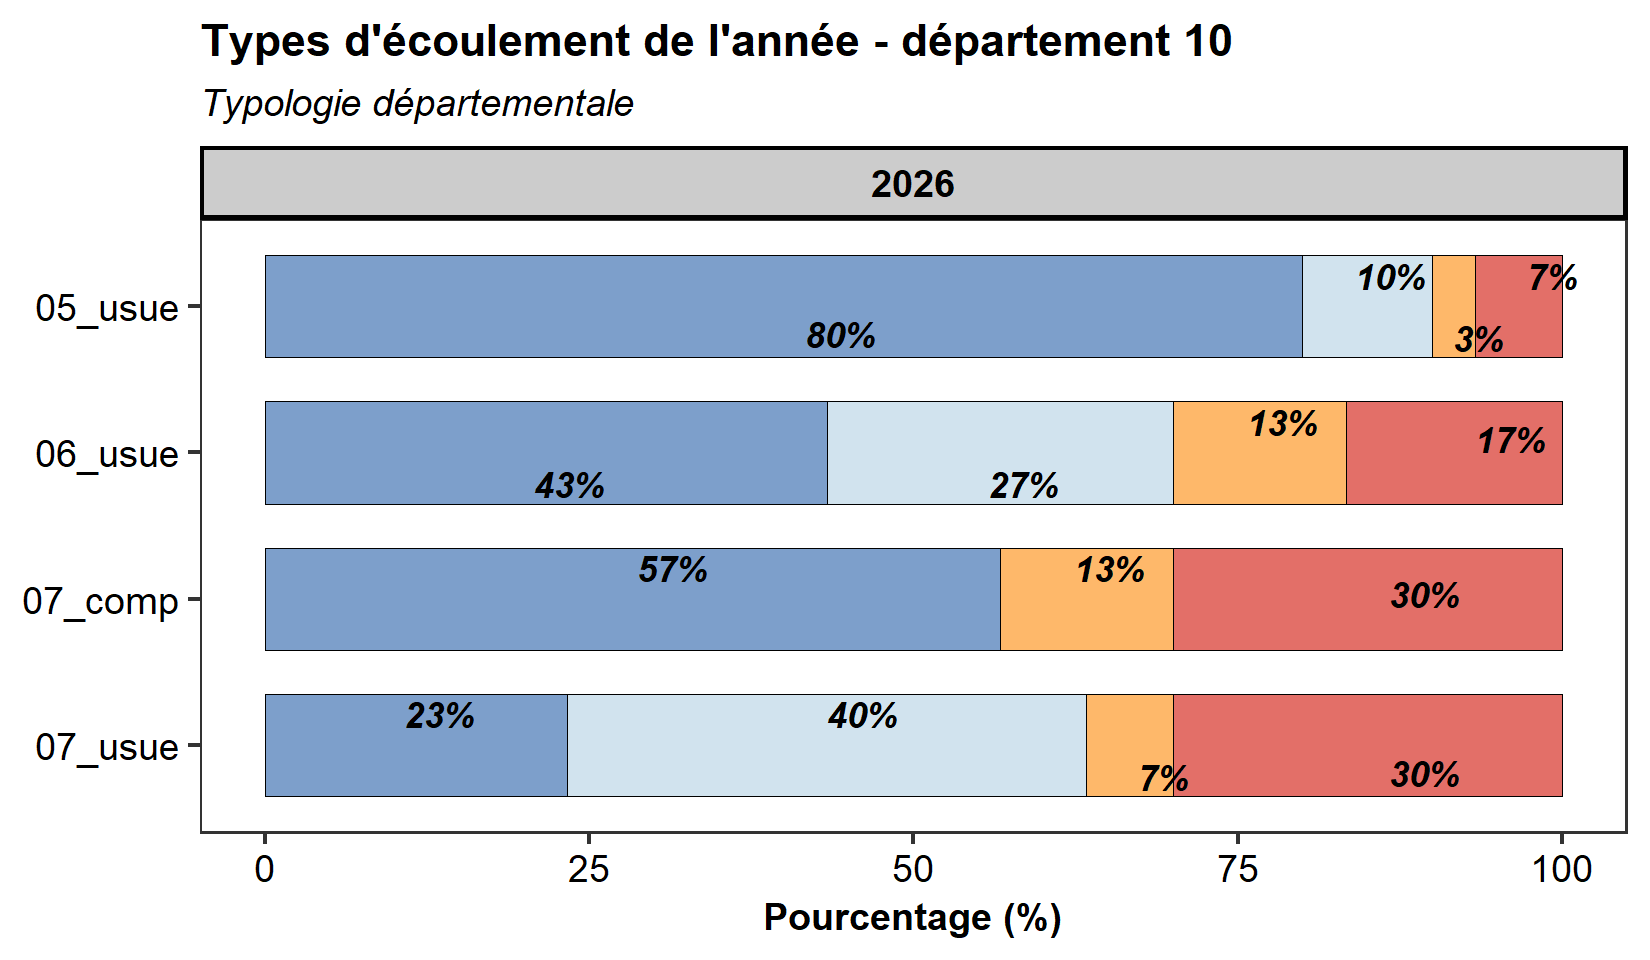 Types d'écoulement de l'année - département 10
Typologie départementale
2026
05_usue
80%
10%
3%
7%
06_usue
43%
27%
13%
17%
07_comp
57%
13%
30%
07_usue
23%
40%
7%
30%
0 25 50 75 100
Pourcentage (%)